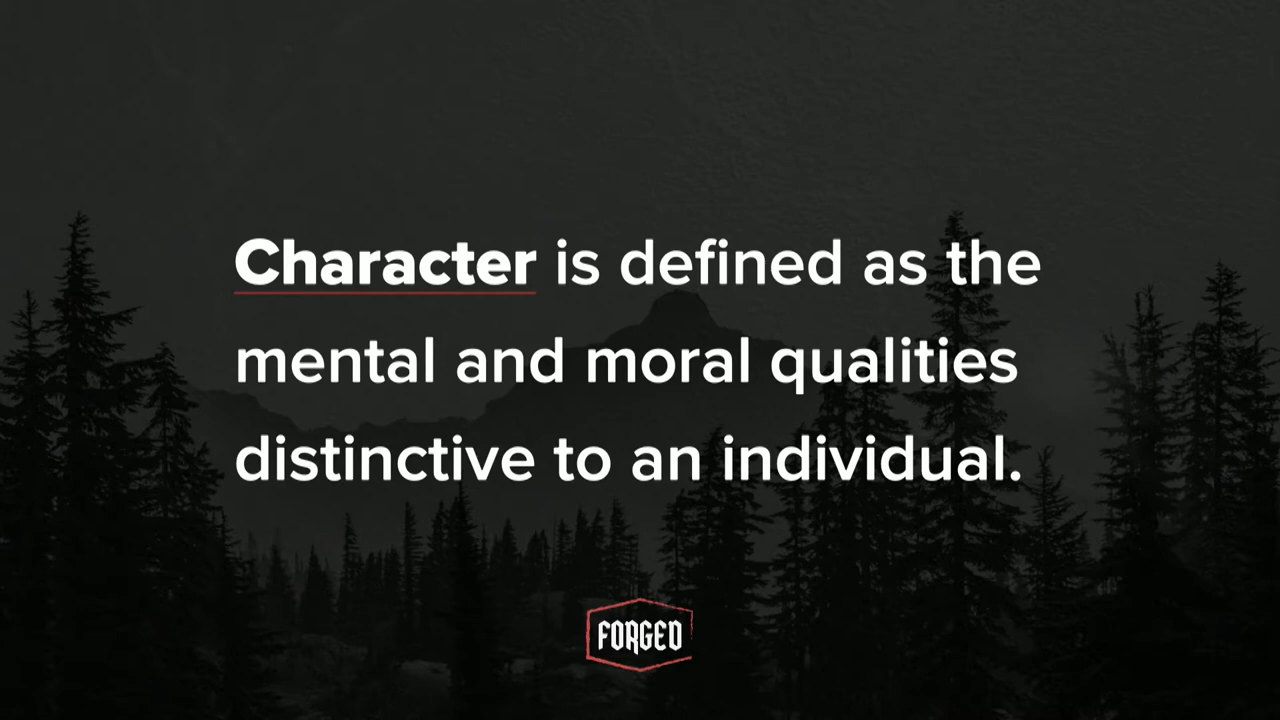 Character is defined as the
mental and moral qualities
distinctive to an individual.
FORGED